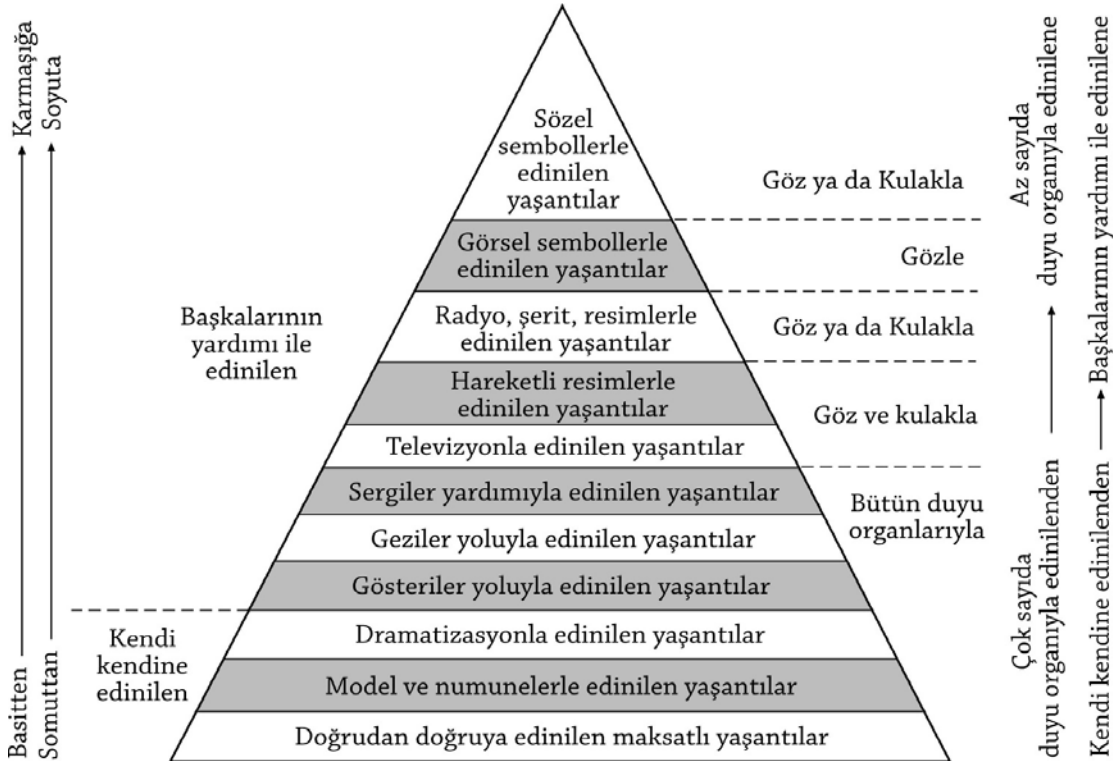 Sözel
sembollerle
edinilen
yaşantılar
Göz ya da Kulakla
Görsel sembollerle
edinilen yaşantılar
Gözle
Radyo, şerit, resimlerle
edinilen yaşantılar
Göz ya da Kulakla
Hareketli resimlerle
edinilen yaşantılar
Göz ve kulakla
Televizyonla edinilen yaşantılar
Sergiler yardımıyla edinilen yaşantılar
Bütün duyu
organlarıyla
Geziler yoluyla edinilen yaşantılar
Gösteriler yoluyla edinilen yaşantılar
Dramatizasyonla edinilen yaşantılar
Model ve numunelerle edinilen yaşantılar
Doğrudan doğruya edinilen maksatlı yaşantılar
Başkalarının
yardımı ile
edinilen
Kendi
kendine
edinilen
Basitten
Karmaşığa
Somuttan
Soyuta
Çok sayıda
duyu organıyla edinilenden
Az sayıda
duyu organıyla edinilene
Kendi kendine edinilenden
Başkalarının yardımı ile edinilene